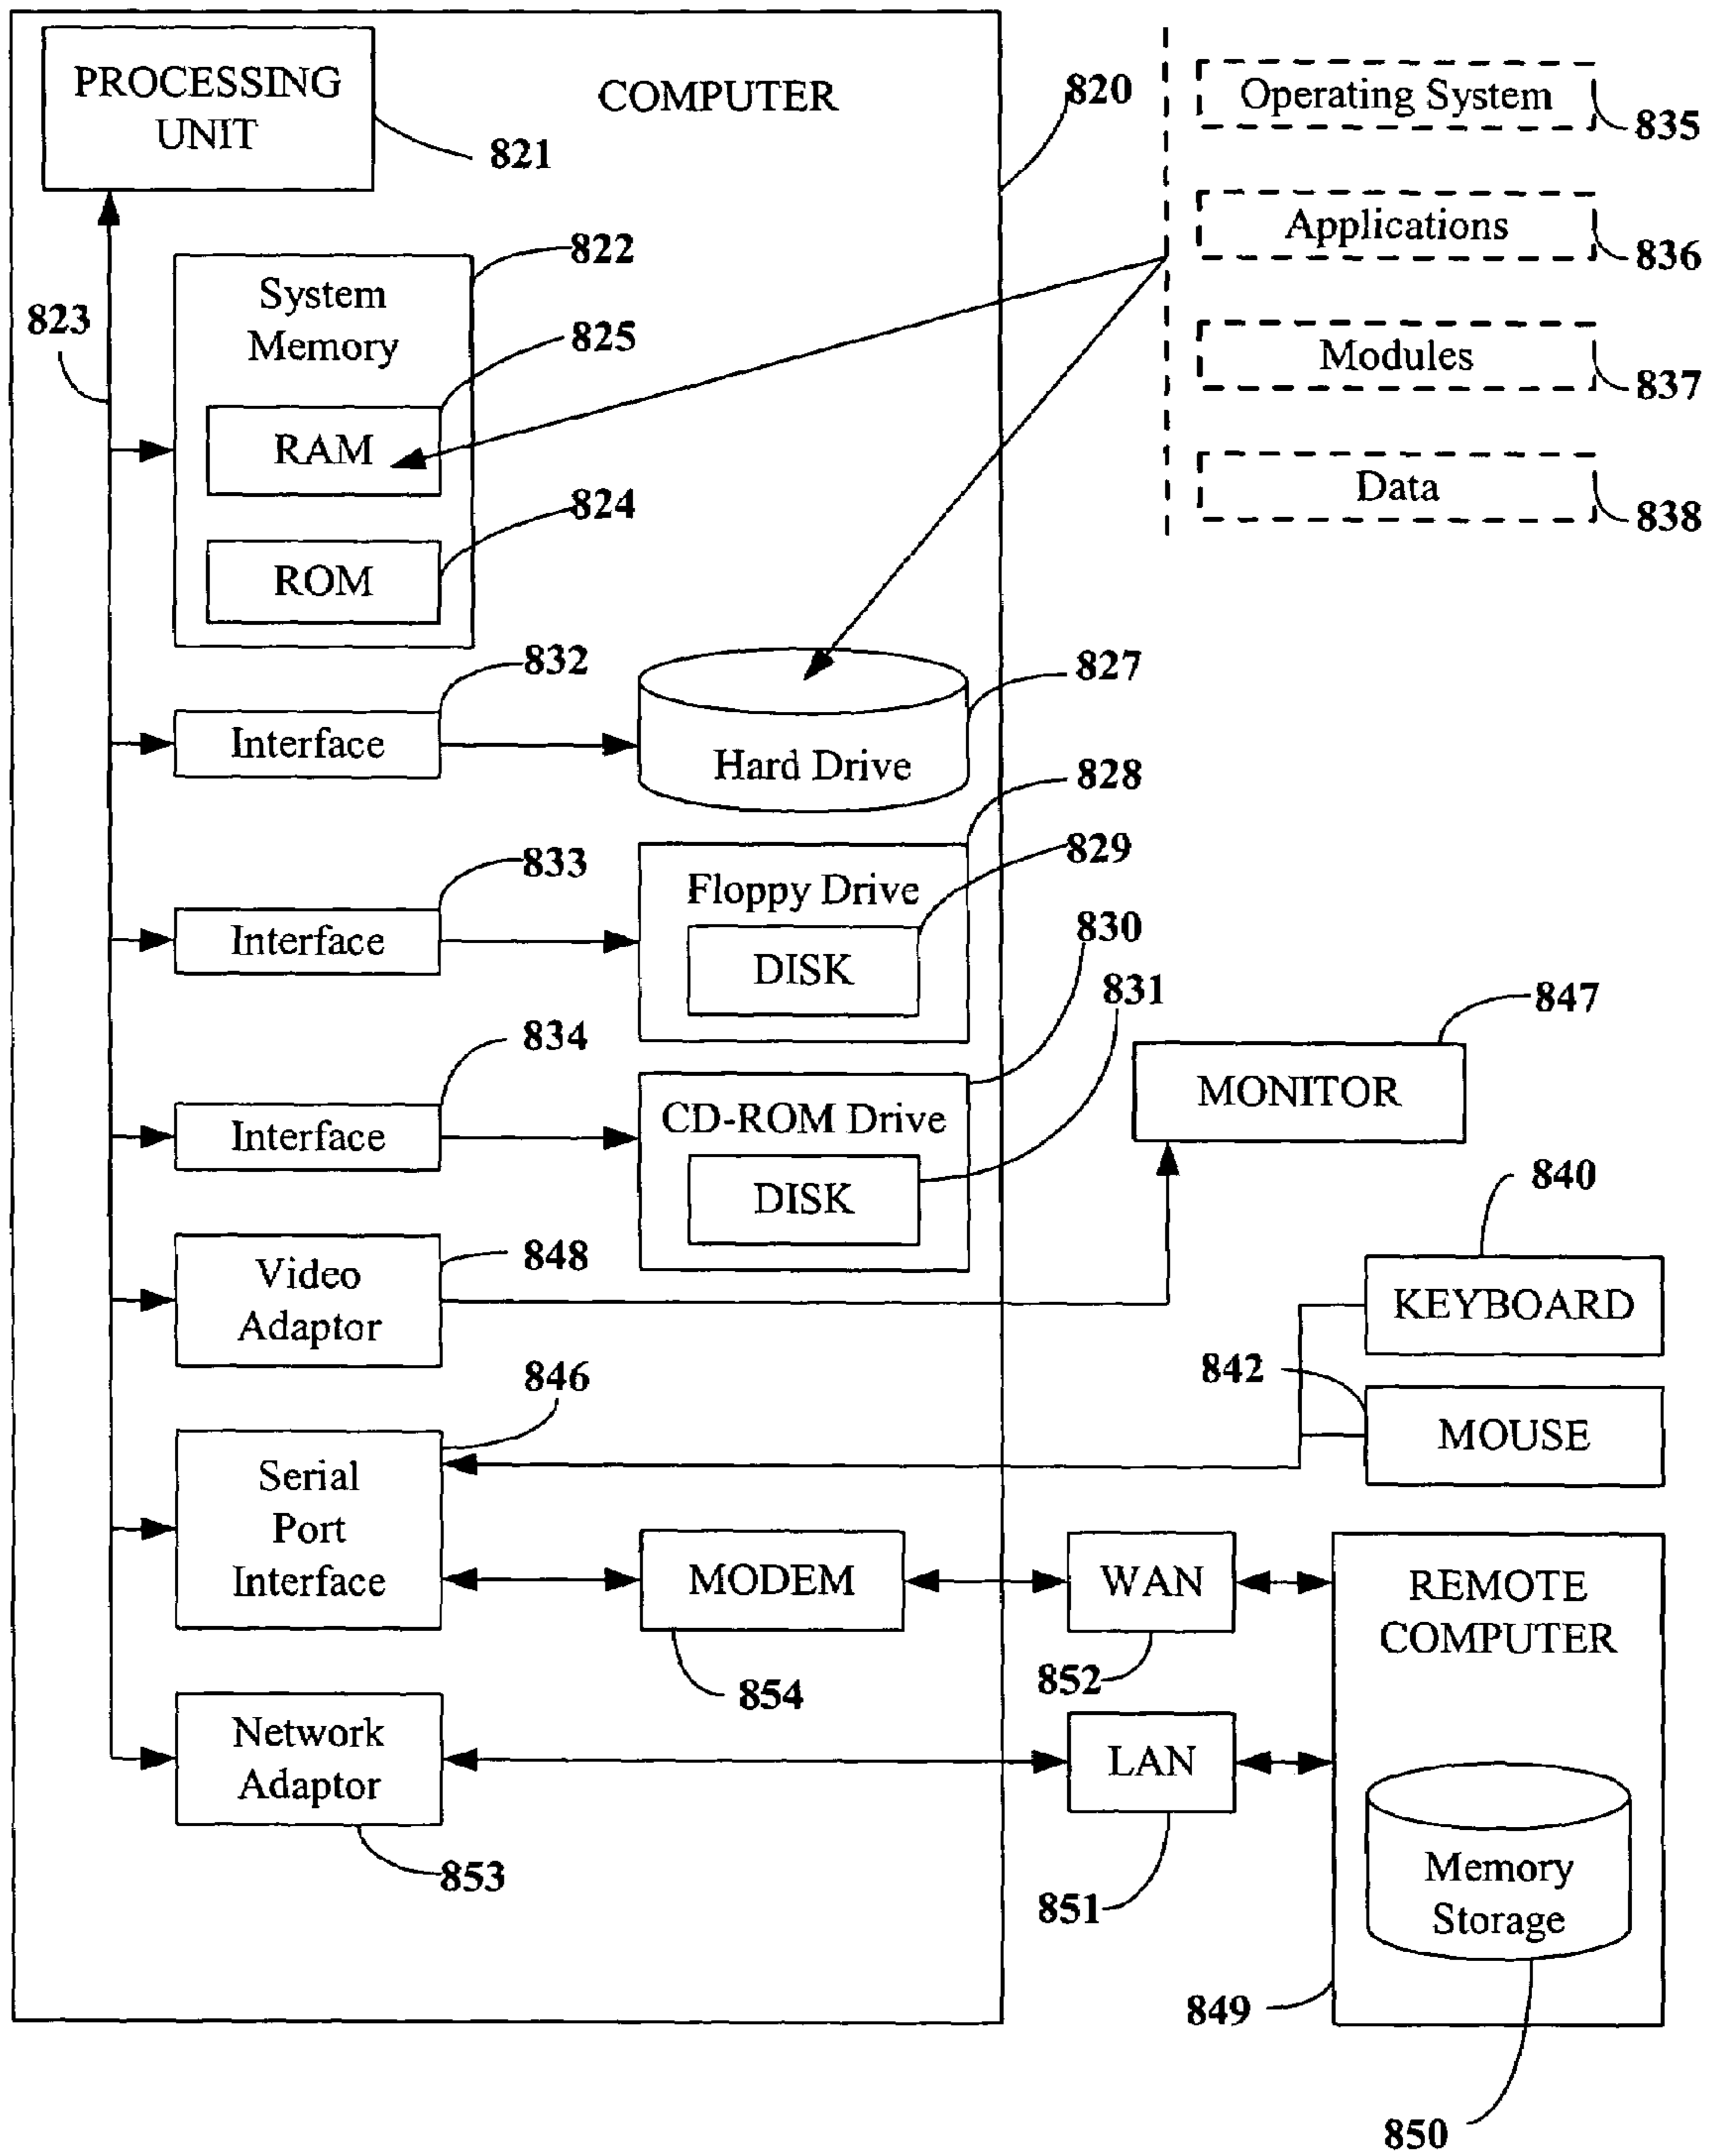 PROCESSING
UNIT
COMPUTER
820
821
Operating System
835
Applications
836
Modules
837
Data
838
822
System
Memory
823
825
RAM
824
ROM
832
Interface
827
Hard Drive
828
833
Interface
829
Floppy Drive
DISK
830
831
834
Interface
CD-ROM Drive
DISK
847
MONITOR
848
Video
Adaptor
840
KEYBOARD
842
MOUSE
846
Serial
Port
Interface
MODEM
854
WAN
852
REMOTE
COMPUTER
Network
Adaptor
853
LAN
851
Memory
Storage
849
850